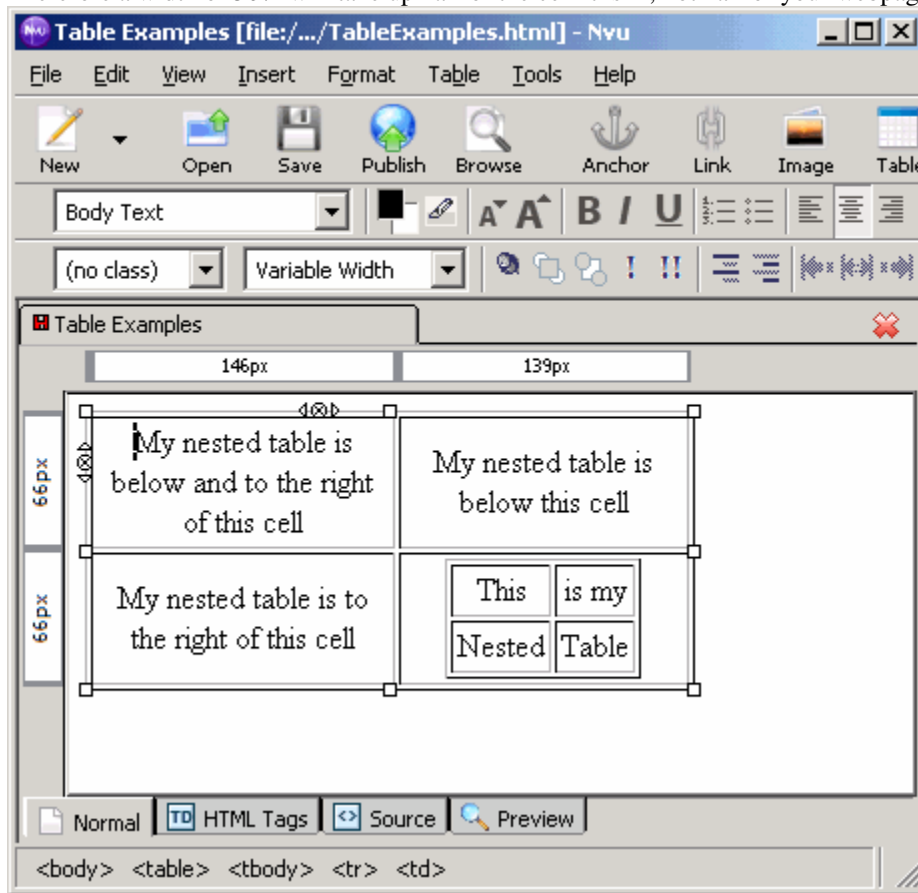 Table Examples [file:/.../TableExamples.html] - Nvu
File Edit View Insert Format Table Tools Help
New Open Save Publish Browse Anchor Link Image Table
Body Text
A A B I U
(no class) Variable Width ! !!
Table Examples
146px 139px
66px
My nested table is
below and to the right
of this cell
My nested table is
below this cell
66px
My nested table is to
the right of this cell
This is my
Nested Table
Normal TD HTML Tags <> Source Preview
<body> <table> <tbody> <tr> <td>